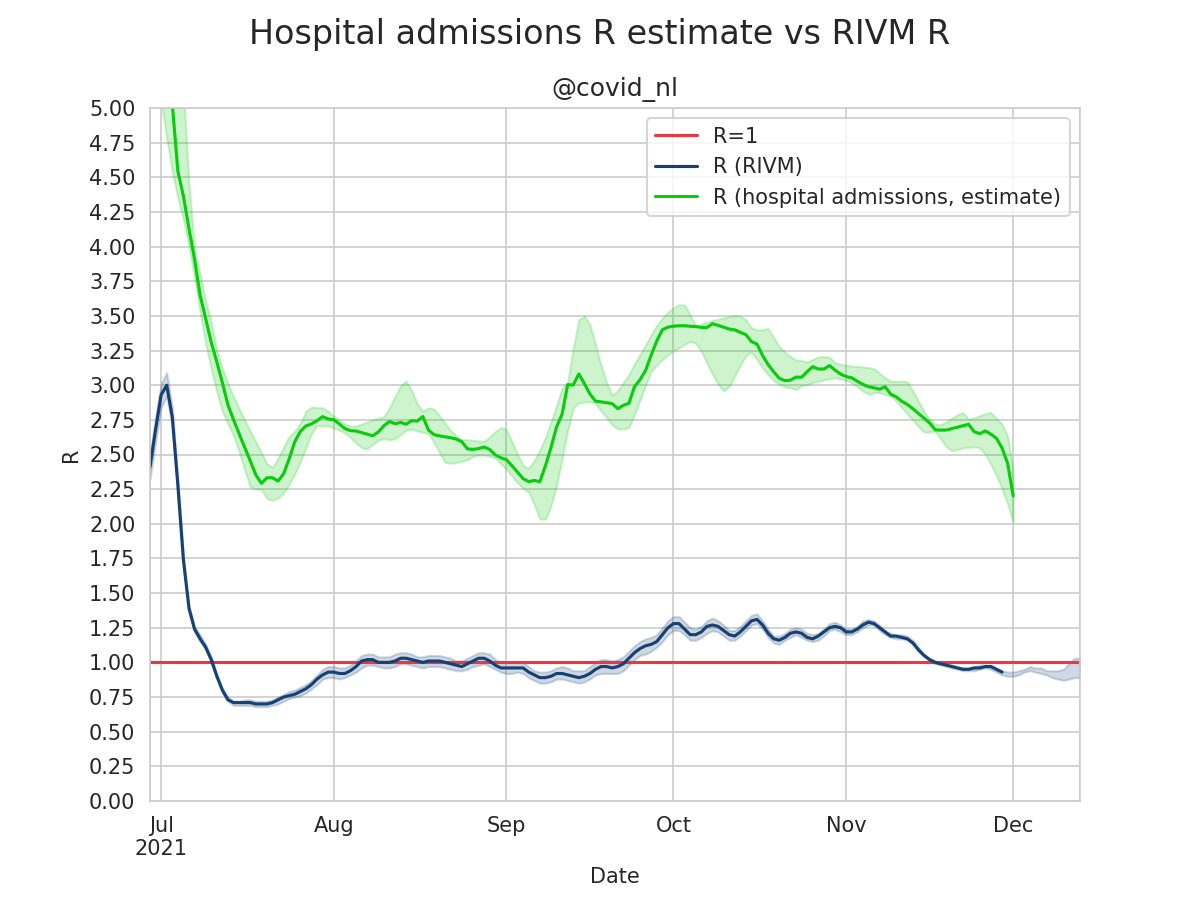 Hospital admissions R estimate vs RIVM R
@covid_nl
R=1
R (RIVM)
R (hospital admissions, estimate)
5.00
4.75
4.50
4.25
4.00
3.75
3.50
3.25
3.00
2.75
2.50
2.25
2.00
1.75
1.50
1.25
1.00
0.75
0.50
0.25
0.00
R
Jul Aug Sep Oct Nov Dec
2021
Date